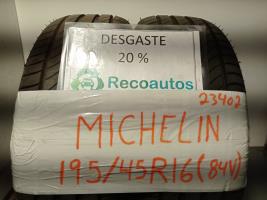 DESGASTE
20 %
Recoautos
23402
MICHELIN
195/45R16(84V)